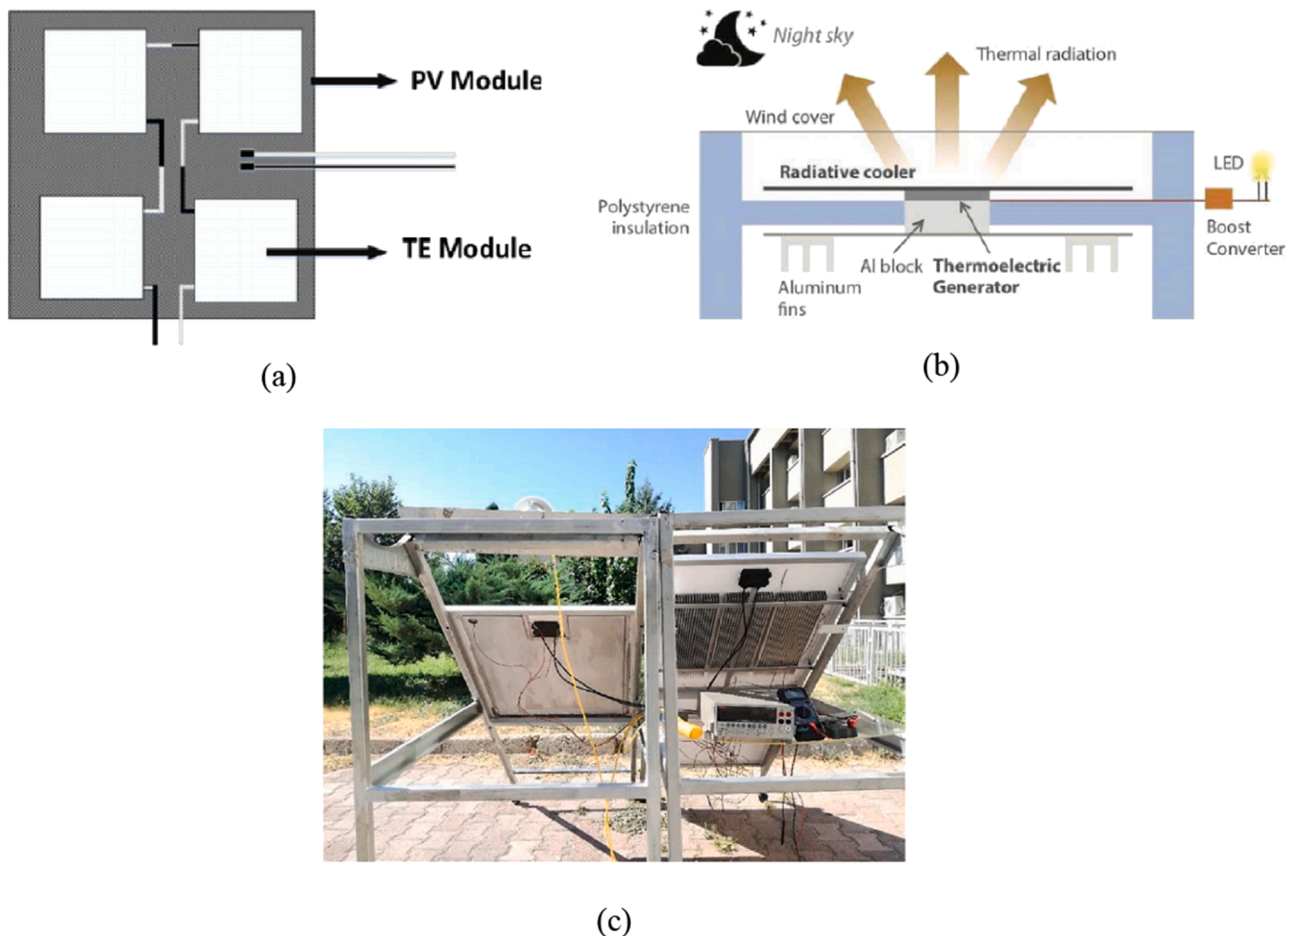 PV Module
TE Module
(a)
Night sky
Thermal radiation
Wind cover
Radiative cooler
LED
Polystyrene
insulation
Boost
Converter
Al block
Thermoelectric
Generator
Aluminum
fins
(b)
(c)